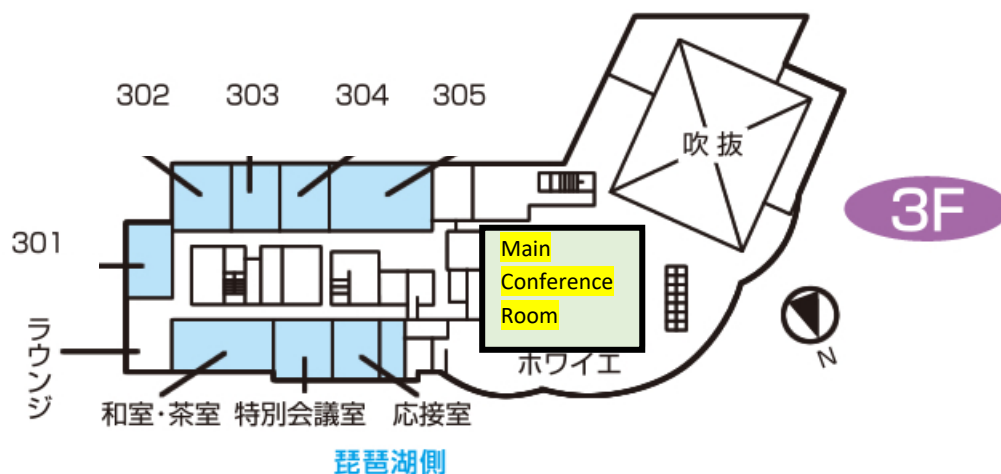 302 303 304 305
吹 抜
3F
301
Main
Conference
Room
ラウンジ
ホワイエ
N
和室・茶室 特別会議室 応接室
琵琶湖側